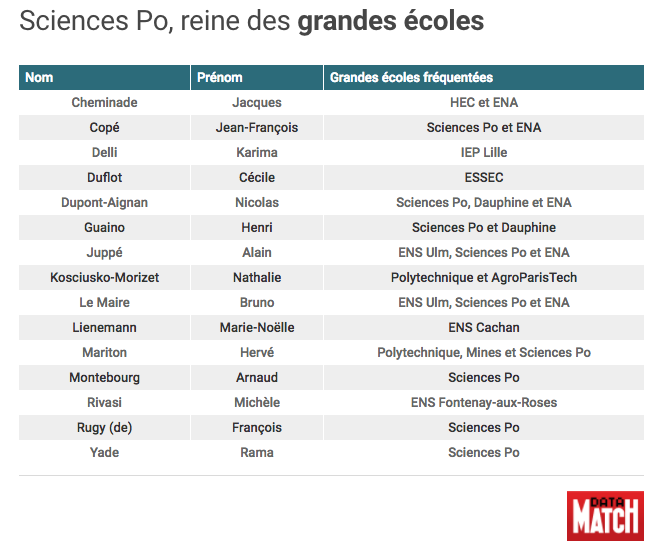 Sciences Po, reine des grandes écoles
Nom Prénom Grandes écoles fréquentées
Cheminade Jacques HEC et ENA
Copé Jean-François Sciences Po et ENA
Delli Karima IEP Lille
Duflot Cécile ESSEC
Dupont-Aignan Nicolas Sciences Po, Dauphine et ENA
Guaino Henri Sciences Po et Dauphine
Juppé Alain ENS Ulm, Sciences Po et ENA
Kosciusko-Morizet Nathalie Polytechnique et AgroParisTech
Le Maire Bruno ENS Ulm, Sciences Po et ENA
Lienemann Marie-Noëlle ENS Cachan
Mariton Hervé Polytechnique, Mines et Sciences Po
Montebourg Arnaud Sciences Po
Rivasi Michèle ENS Fontenay-aux-Roses
Rugy (de) François Sciences Po
Yade Rama Sciences Po
DATA
MATCH